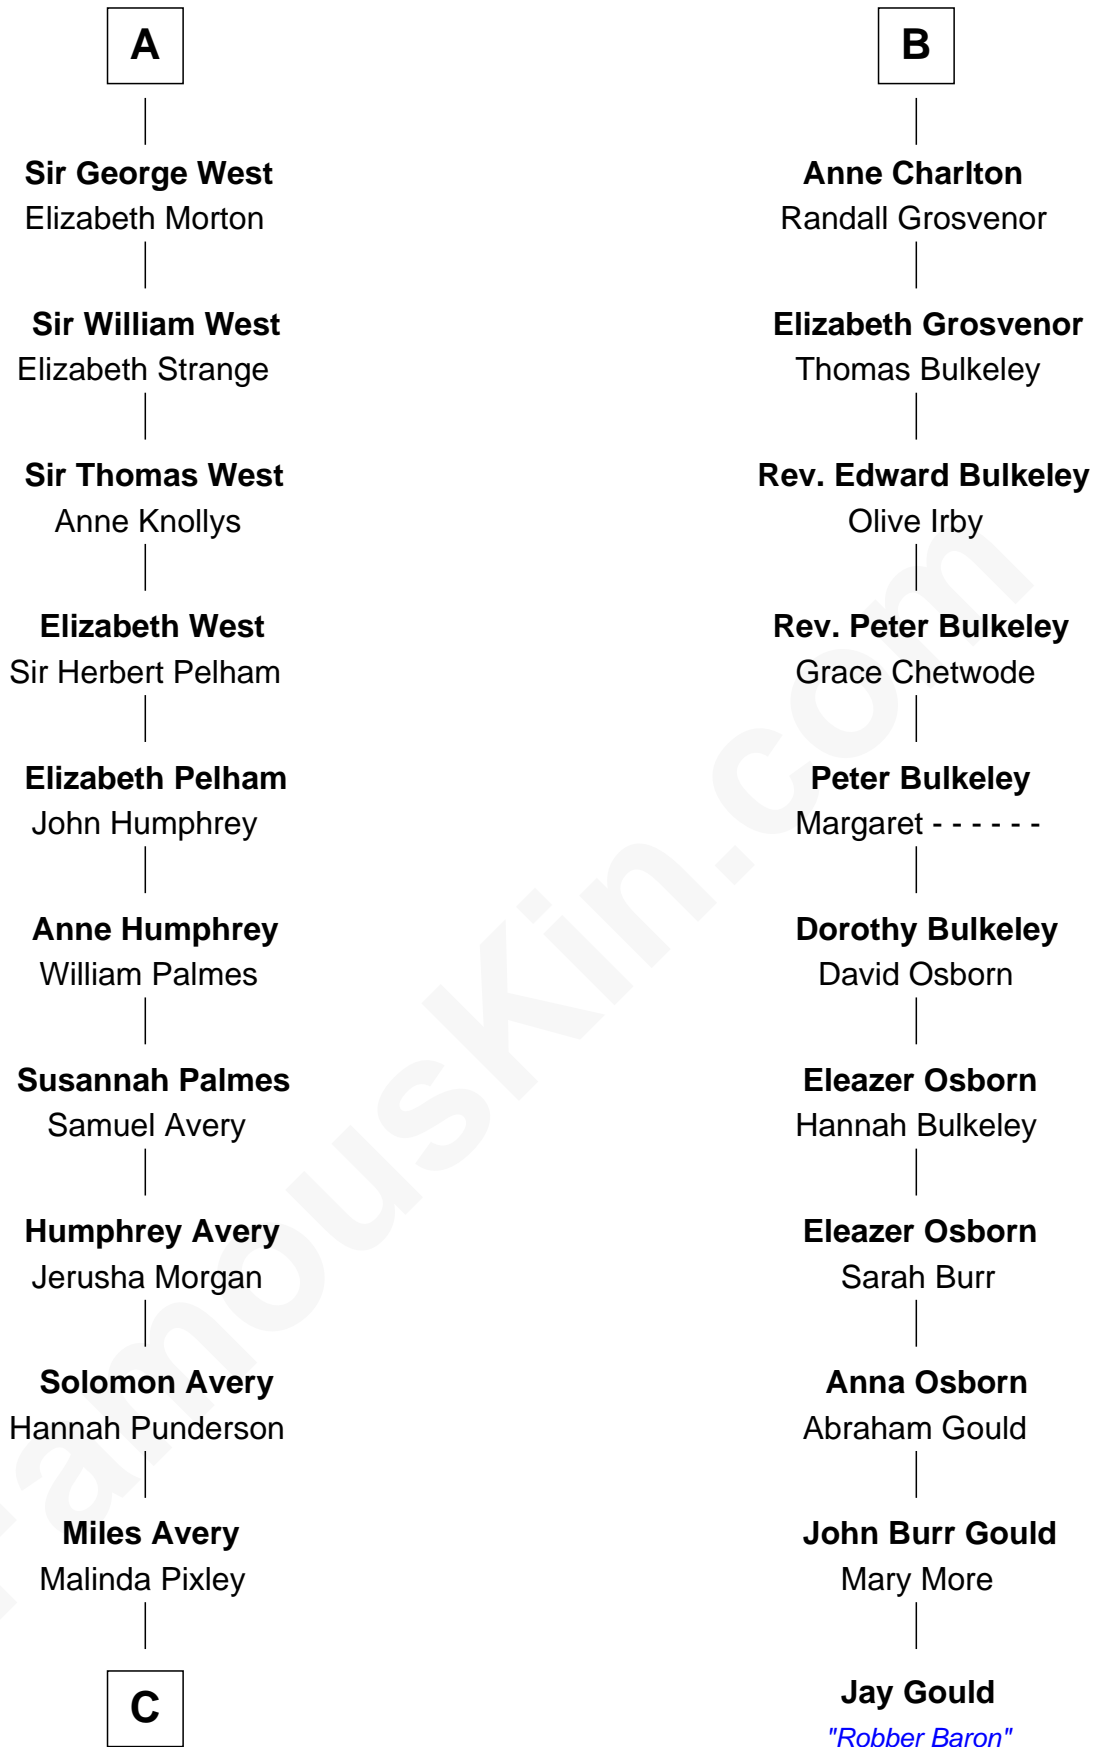 A
Sir George West
Elizabeth Morton
Sir William West
Elizabeth Strange
Sir Thomas West
Anne Knollys
Elizabeth West
Sir Herbert Pelham
Elizabeth Pelham
John Humphrey
Anne Humphrey
William Palmes
Susannah Palmes
Samuel Avery
Humphrey Avery
Jerusha Morgan
Solomon Avery
Hannah Punderson
Miles Avery
Malinda Pixley
C
B
Anne Charlton
Randall Grosvenor
Elizabeth Grosvenor
Thomas Bulkeley
Rev. Edward Bulkeley
Olive Irby
Rev. Peter Bulkeley
Grace Chetwode
Peter Bulkeley
Margaret - - - - - -
Dorothy Bulkeley
David Osborn
Eleazer Osborn
Hannah Bulkeley
Eleazer Osborn
Sarah Burr
Anna Osborn
Abraham Gould
John Burr Gould
Mary More
Jay Gould
"Robber Baron"
FamousKin.com